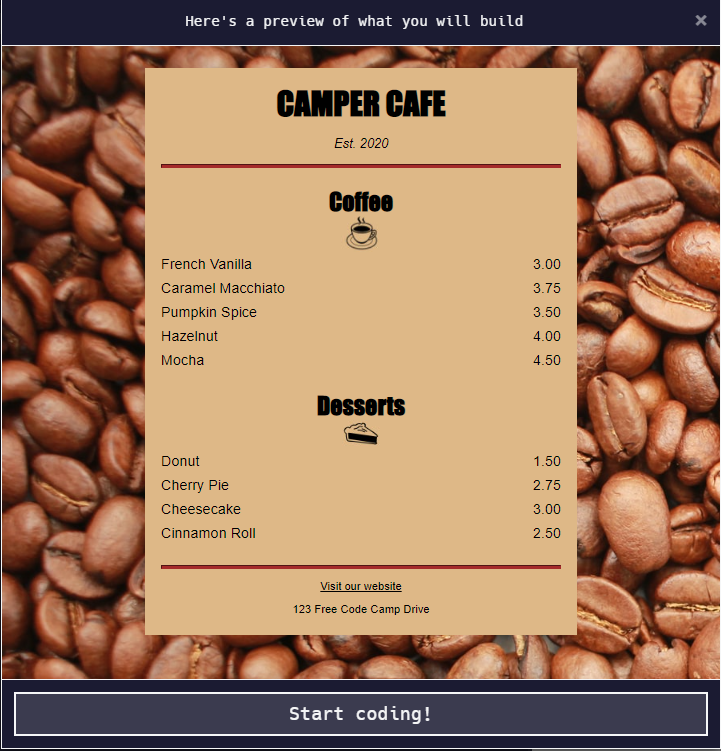 Here's a preview of what you will build ×
CAMPER CAFE
Est. 2020
Coffee
French Vanilla 3.00
Caramel Macchiato 3.75
Pumpkin Spice 3.50
Hazelnut 4.00
Mocha 4.50
Desserts
Donut 1.50
Cherry Pie 2.75
Cheesecake 3.00
Cinnamon Roll 2.50
Visit our website
123 Free Code Camp Drive
Start coding!